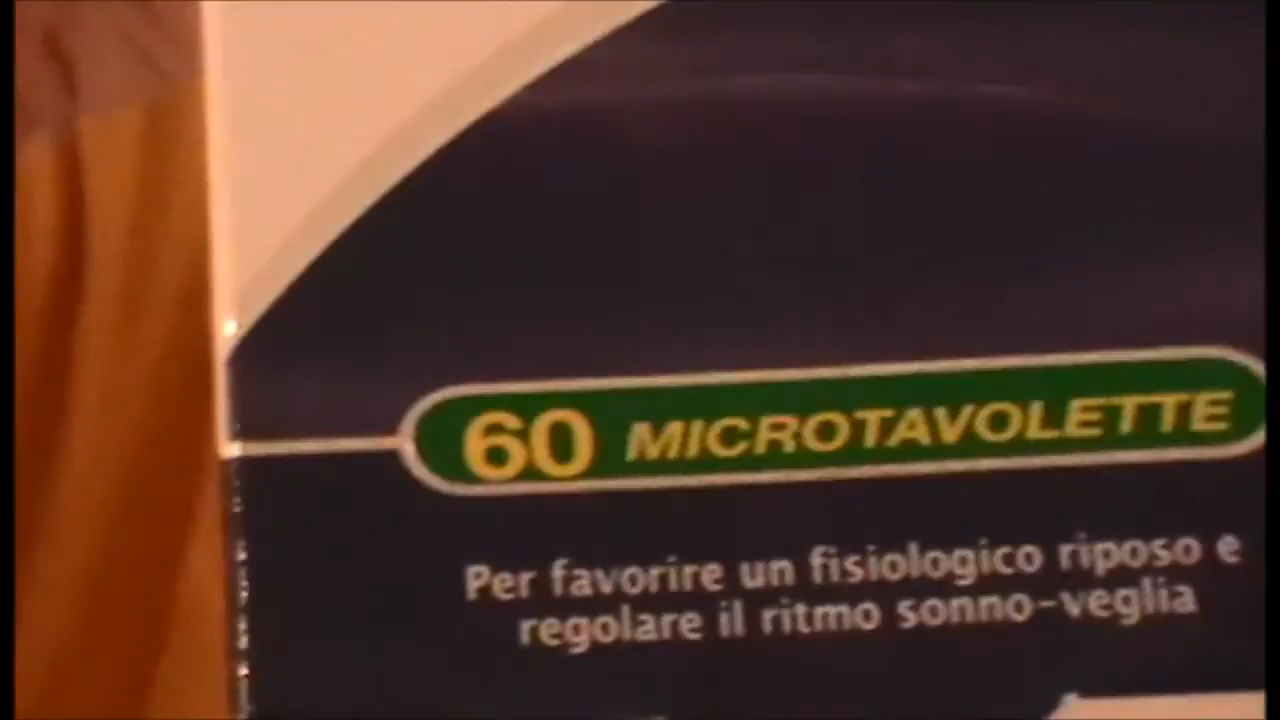 60 MICROTAVOLETTE
Per favorire un fisiologico riposo e
regolare il ritmo sonno-veglia